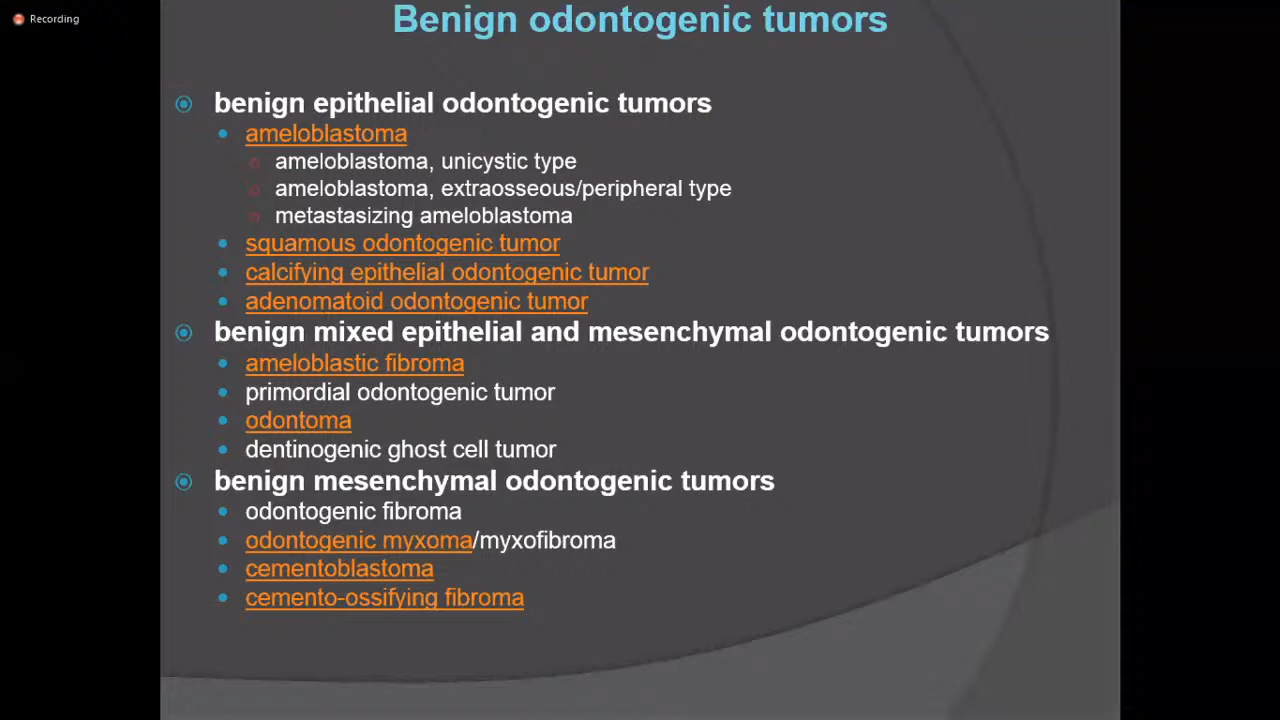 Recording
Benign odontogenic tumors
benign epithelial odontogenic tumors
ameloblastoma
ameloblastoma, unicystic type
ameloblastoma, extraosseous/peripheral type
metastasizing ameloblastoma
squamous odontogenic tumor
calcifying epithelial odontogenic tumor
adenomatoid odontogenic tumor
benign mixed epithelial and mesenchymal odontogenic tumors
ameloblastic fibroma
primordial odontogenic tumor
odontoma
dentinogenic ghost cell tumor
benign mesenchymal odontogenic tumors
odontogenic fibroma
odontogenic myxoma/myxofibroma
cementoblastoma
cemento-ossifying fibroma